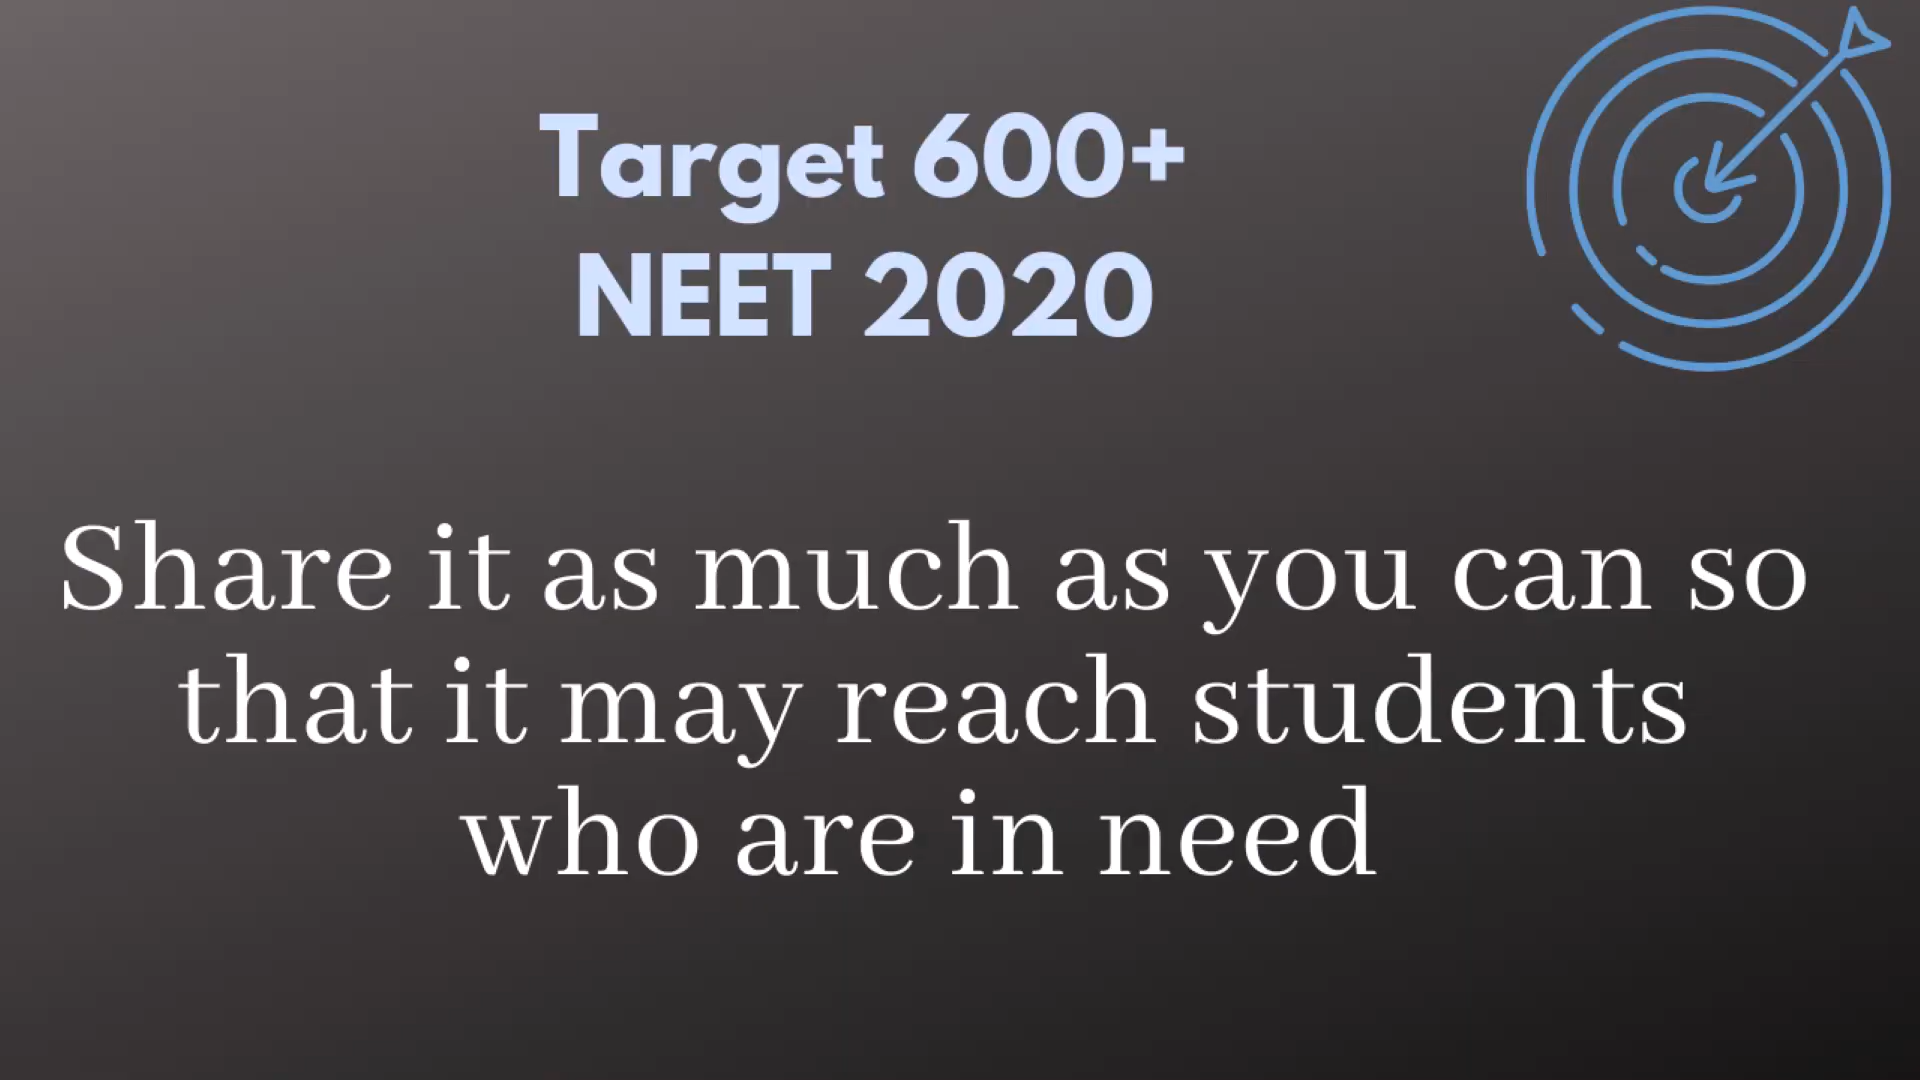 Target 600+
NEET 2020
Share it as much as you can so
that it may reach students
who are in need